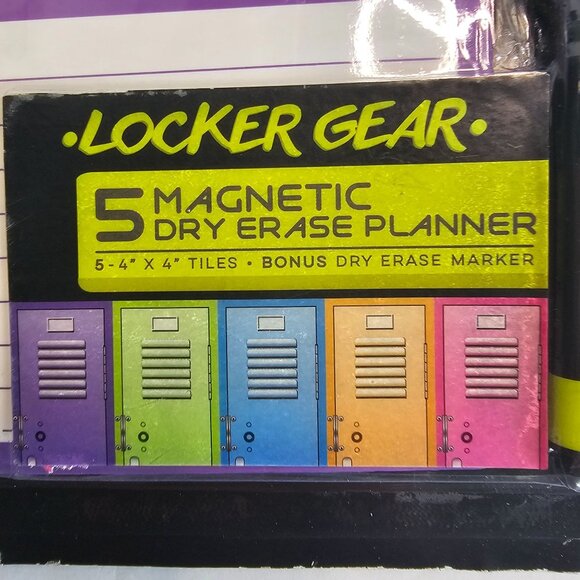 •LOCKER GEAR•
5 MAGNETIC
DRY ERASE PLANNER
5-4" X 4" TILES • BONUS DRY ERASE MARKER